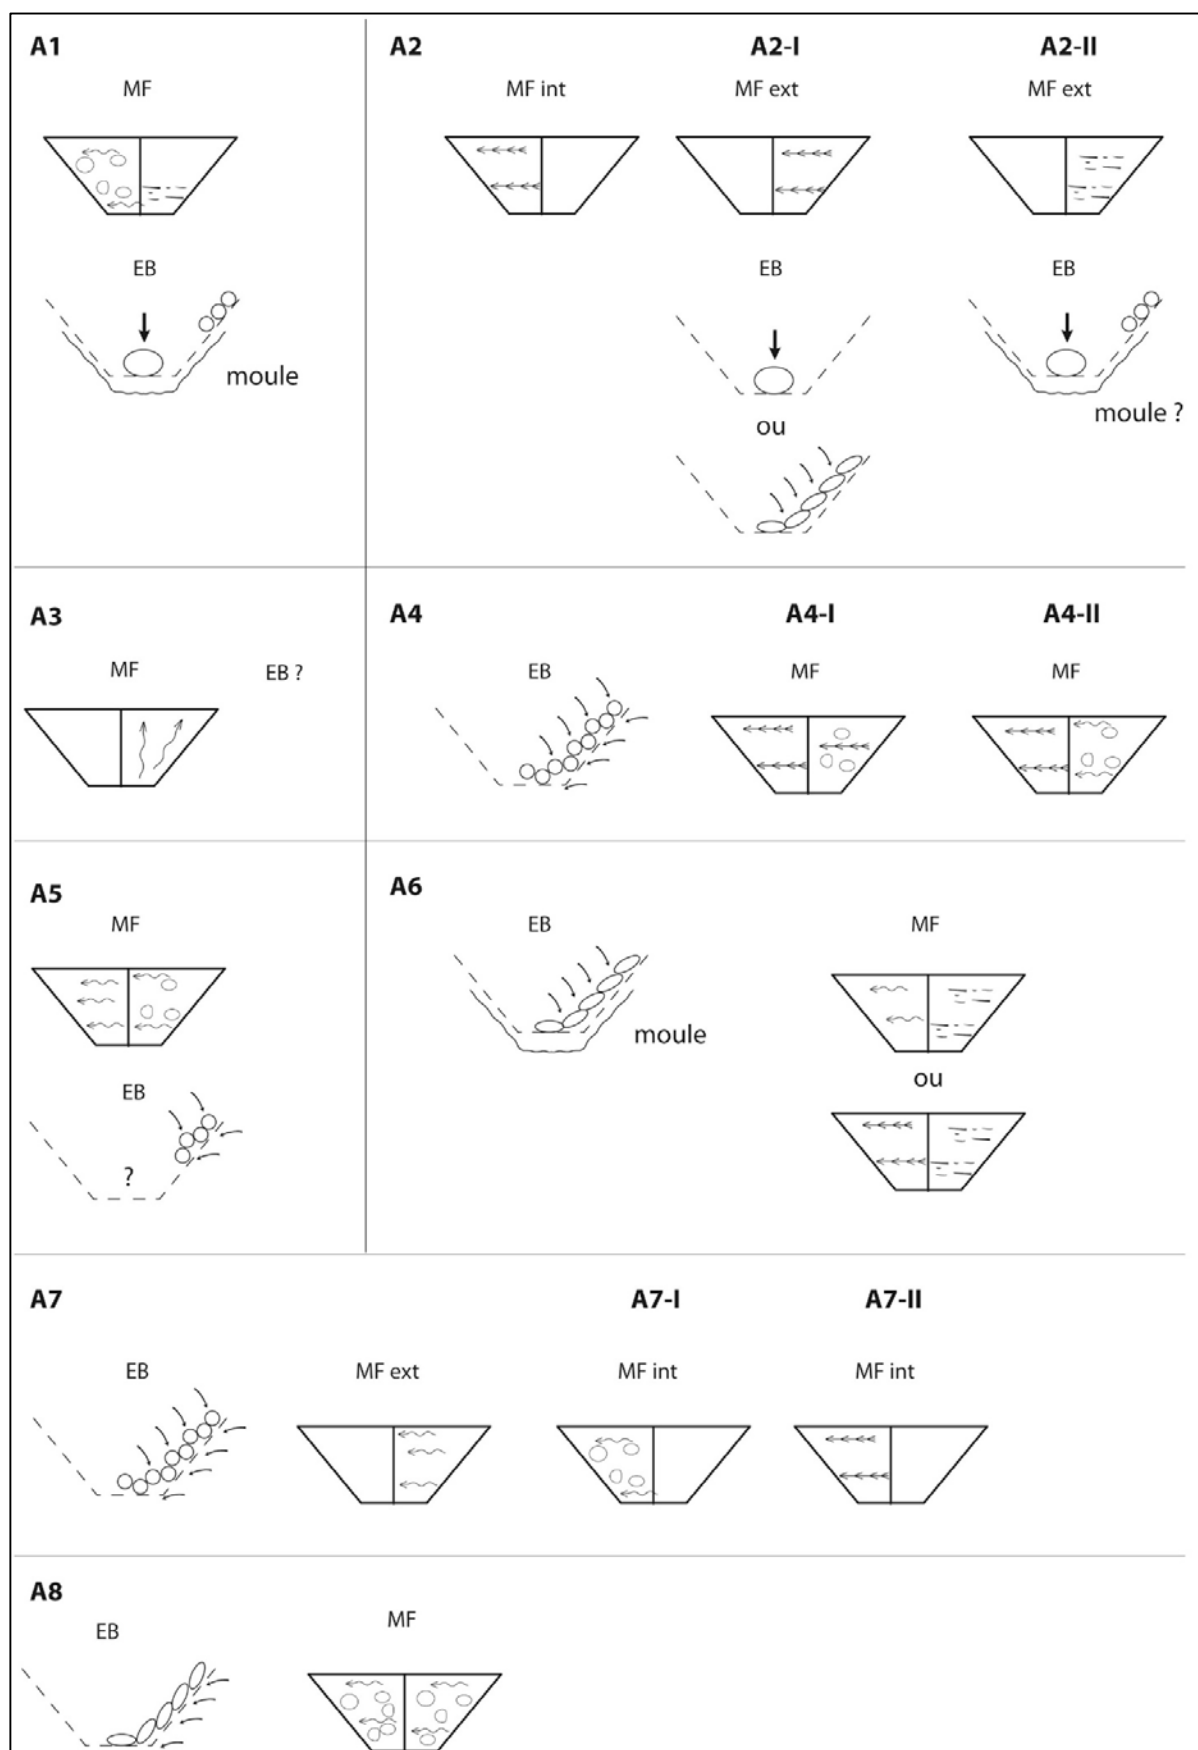 A1
MF
EB
moule
A2 A2-I A2-II
MF int MF ext MF ext
EB EB
ou
moule ?
A3
MF EB ?
A4 A4-I A4-II
EB MF MF
A5
MF
EB
?
A6
EB MF
moule
ou
A7 A7-I A7-II
EB MF ext MF int MF int
A8
EB MF